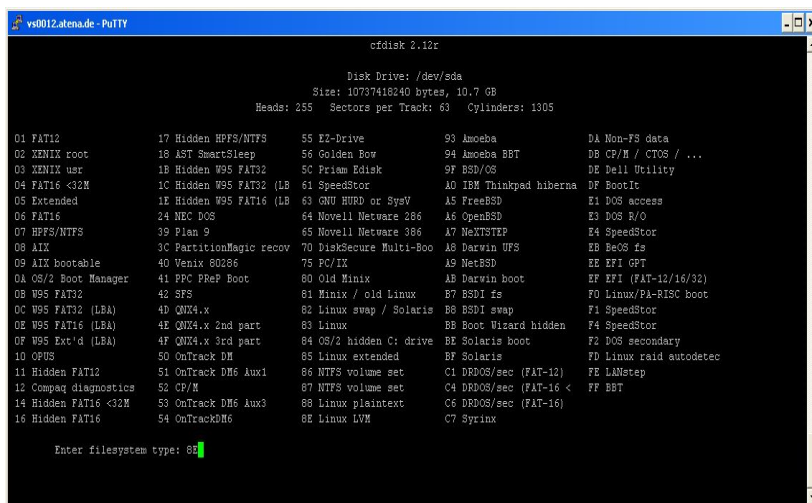 vs0012.atena.de - PuTTY
cfdisk 2.12r
Disk Drive: /dev/sda
Size: 10737418240 bytes, 10.7 GB
Heads: 255 Sectors per Track: 63 Cylinders: 1305
01 FAT12 17 Hidden HPFS/NTFS 55 EZ-Drive 93 Amoeba DA Non-FS data
02 XENIX root 18 AST SmartSleep 56 Golden Bow 94 Amoeba BBT DB CP/M / CTOS / ...
03 XENIX usr 1B Hidden W95 FAT32 5C Priam Edisk 9F BSD/OS DE Dell Utility
04 FAT16 <32M 1C Hidden W95 FAT32 (LB 61 SpeedStor A0 IBM Thinkpad hiberna DF BootIt
05 Extended 1E Hidden W95 FAT16 (LB 63 GNU HURD or SysV A5 FreeBSD E1 DOS access
06 FAT16 24 NEC DOS 64 Novell Netware 286 A6 OpenBSD E3 DOS R/O
07 HPFS/NTFS 39 Plan 9 65 Novell Netware 386 A7 NeXTSTEP E4 SpeedStor
08 AIX 3C PartitionMagic recov 70 DiskSecure Multi-Boo A8 Darwin UFS EB BeOS fs
09 AIX bootable 40 Venix 80286 75 PC/IX A9 NetBSD EE EFI GPT
0A OS/2 Boot Manager 41 PPC PReP Boot 80 Old Minix AB Darwin boot EF EFI (FAT-12/16/32)
0B W95 FAT32 42 SFS 81 Minix / old Linux B7 BSDI fs F0 Linux/PA-RISC boot
0C W95 FAT32 (LBA) 4D QNX4.x 82 Linux swap / Solaris B8 BSDI swap F1 SpeedStor
0E W95 FAT16 (LBA) 4E QNX4.x 2nd part 83 Linux BB Boot Wizard hidden F4 SpeedStor
0F W95 Ext'd (LBA) 4F QNX4.x 3rd part 84 OS/2 hidden C: drive BE Solaris boot F2 DOS secondary
10 OPUS 50 OnTrack DM 85 Linux extended BF Solaris FD Linux raid autodetec
11 Hidden FAT12 51 OnTrack DM6 Aux1 86 NTFS volume set C1 DRDOS/sec (FAT-12) FE LANstep
12 Compaq diagnostics 52 CP/M 87 NTFS volume set C4 DRDOS/sec (FAT-16 < FF BBT
14 Hidden FAT16 <32M 53 OnTrack DM6 Aux3 88 Linux plaintext C6 DRDOS/sec (FAT-16)
16 Hidden FAT16 54 OnTrackDM6 8E Linux LVM C7 Syrinx
Enter filesystem type: 8E